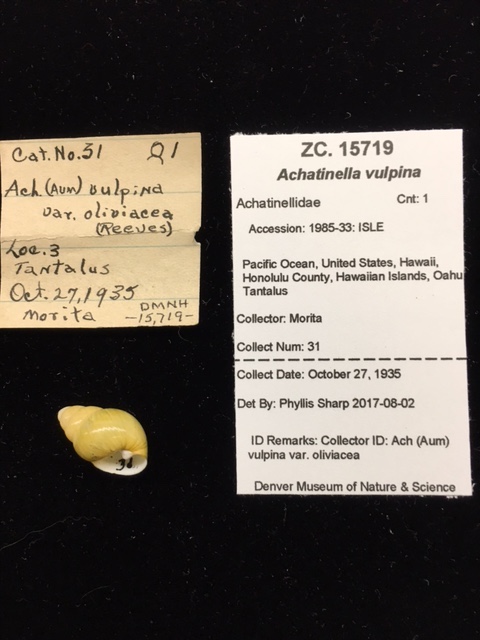 Cat. No. 31 Q1
Ach. (Aum) vulpina
var. oliviacea
(Reeves)
Loc. 3
Tantalus
Oct. 27, 1935
Morita
DMNH
-15,719-
31
ZC. 15719
Achatinella vulpina
Achatinellidae Cnt: 1
Accession: 1985-33: ISLE
Pacific Ocean, United States, Hawaii,
Honolulu County, Hawaiian Islands, Oahu
Tantalus
Collector: Morita
Collect Num: 31
Collect Date: October 27, 1935
Det By: Phyllis Sharp 2017-08-02
ID Remarks: Collector ID: Ach (Aum)
vulpina var. oliviacea
Denver Museum of Nature & Science